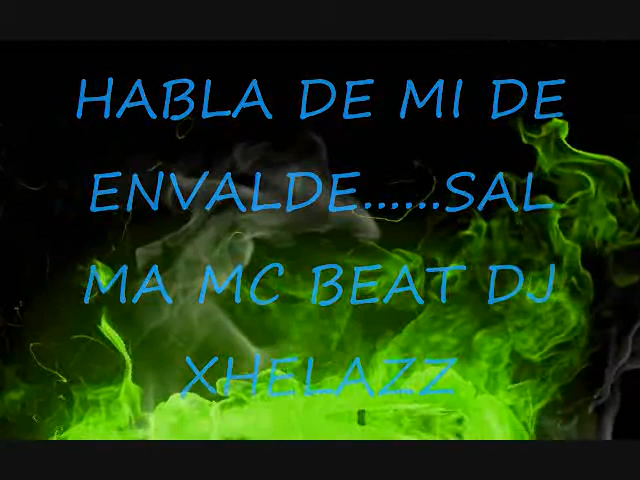 HABLA DE MI DE
ENVALDE......SAL
MA MC BEAT DJ
XHELAZZ